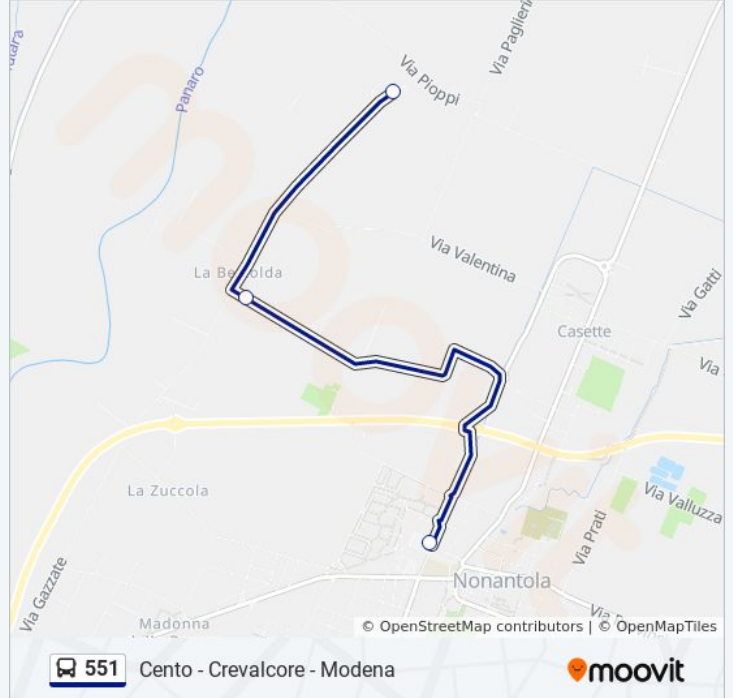 Via Paglieri
Via Pioppi
Panaro
Via Valentina
La Bertolda
Via Gatti
Casette
Via
La Zuccola
Via Valluzza
Via Prati
Via Gazzate
Nonantola
Madonna
© OpenStreetMap contributors | © OpenMapTiles
551 Cento - Crevalcore - Modena
moovit